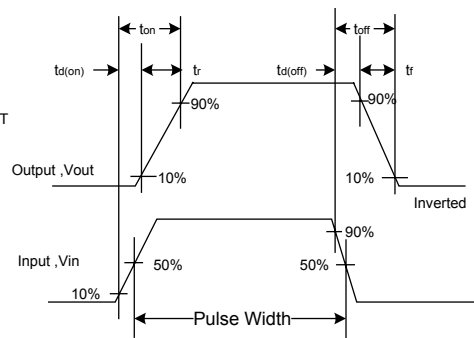 ton
toff
td(on)
tr
td(off)
tf
90%
90%
T
Output ,Vout
10%
10%
Inverted
90%
Input ,Vin
50%
50%
10%
Pulse Width